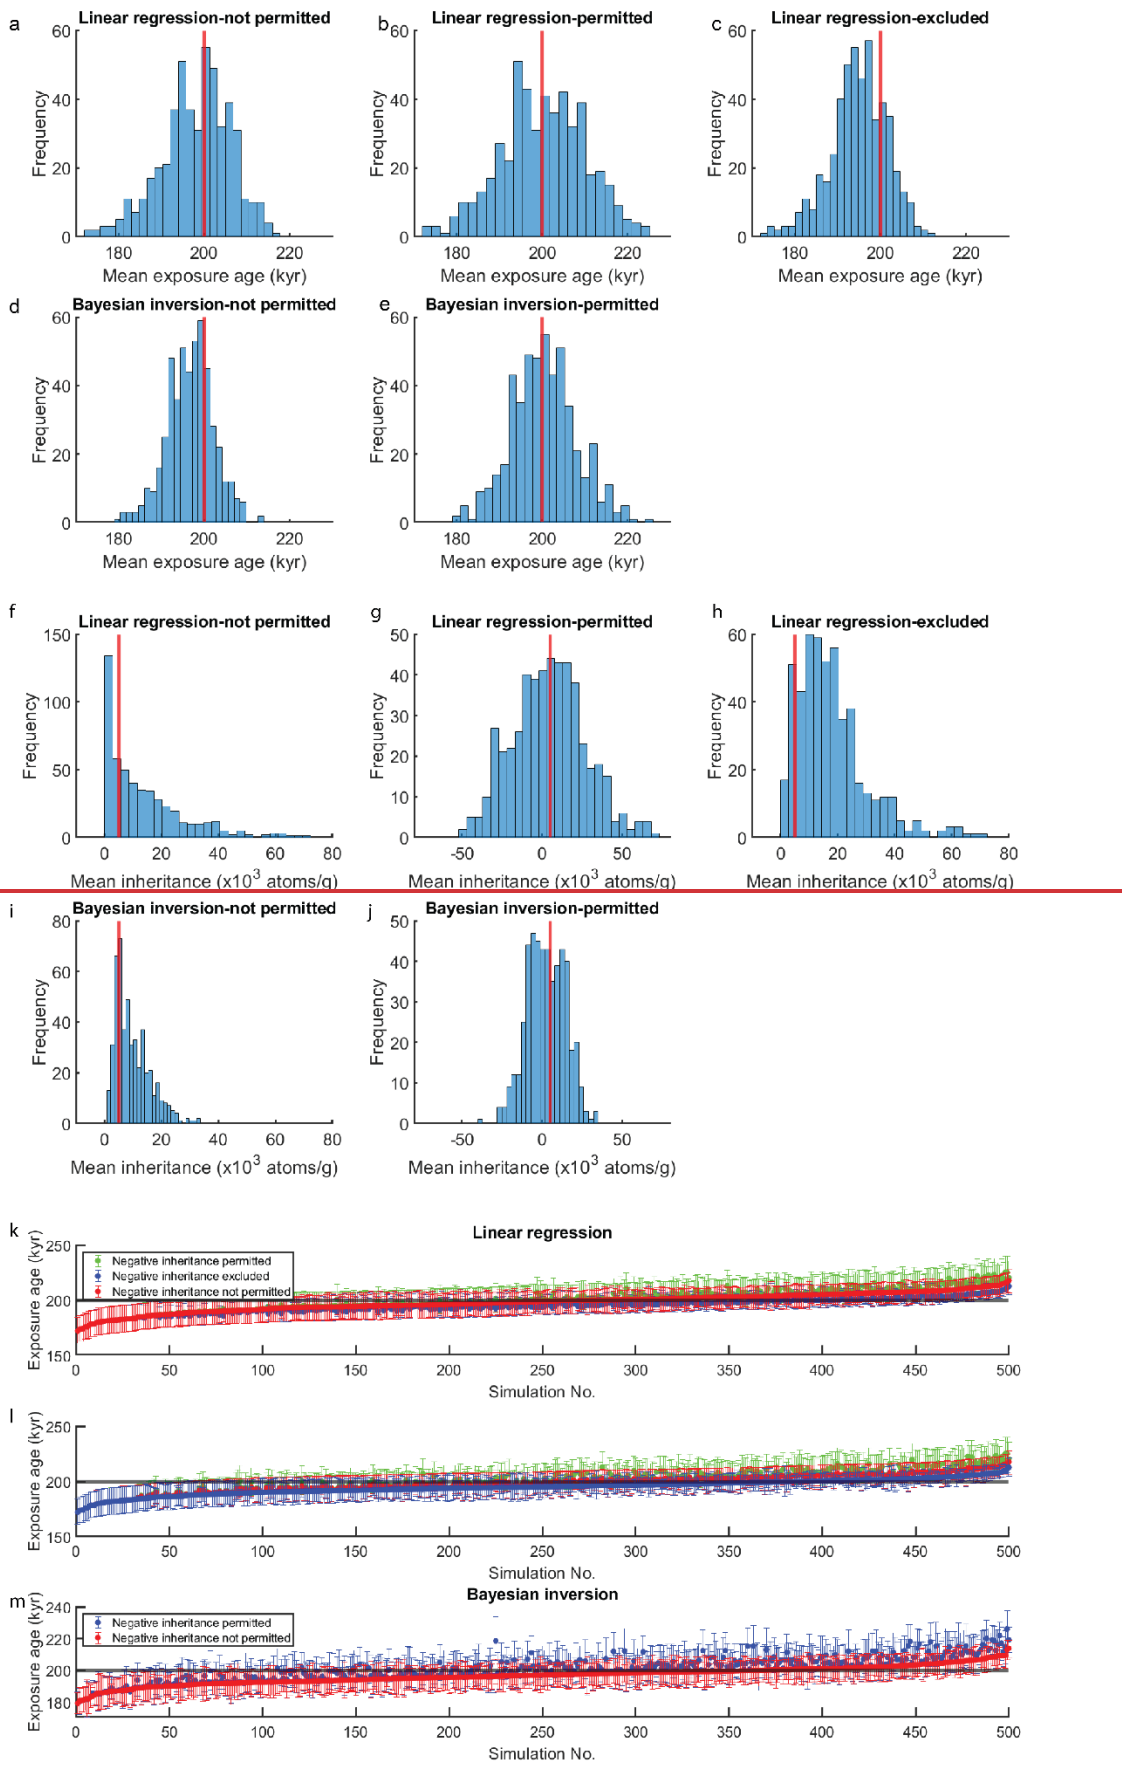 a Linear regression-not permitted
b Linear regression-permitted
c Linear regression-excluded
Frequency
60
40
20
0
180 200 220
Mean exposure age (kyr)
Frequency
60
40
20
0
180 200 220
Mean exposure age (kyr)
Frequency
60
40
20
0
180 200 220
Mean exposure age (kyr)
d Bayesian inversion-not permitted
e Bayesian inversion-permitted
Frequency
60
40
20
0
180 200 220
Mean exposure age (kyr)
Frequency
60
40
20
0
180 200 220
Mean exposure age (kyr)
f Linear regression-not permitted
g Linear regression-permitted
h Linear regression-excluded
Frequency
150
100
50
0
0 20 40 60 80
Mean inheritance (x10³ atoms/g)
Frequency
50
40
30
20
10
0
-50 0 50
Mean inheritance (x10³ atoms/g)
Frequency
60
40
20
0
0 20 40 60 80
Mean inheritance (x10³ atoms/g)
i Bayesian inversion-not permitted
j Bayesian inversion-permitted
Frequency
80
60
40
20
0
0 20 40 60 80
Mean inheritance (x10³ atoms/g)
Frequency
50
40
30
20
10
0
-50 0 50
Mean inheritance (x10³ atoms/g)
k Linear regression
Exposure age (kyr)
250
200
150
Negative inheritance permitted
Negative inheritance excluded
Negative inheritance not permitted
0 50 100 150 200 250 300 350 400 450 500
Simulation No.
l
Exposure age (kyr)
250
200
150
0 50 100 150 200 250 300 350 400 450 500
Simulation No.
m Bayesian inversion
Exposure age (kyr)
240
220
200
180
Negative inheritance permitted
Negative inheritance not permitted
0 50 100 150 200 250 300 350 400 450 500
Simulation No.